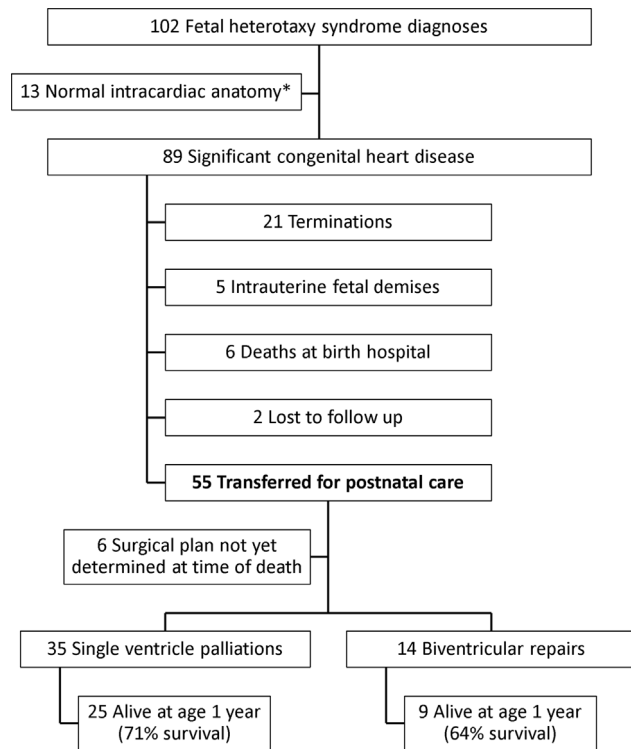 102 Fetal heterotaxy syndrome diagnoses
13 Normal intracardiac anatomy*
89 Significant congenital heart disease
21 Terminations
5 Intrauterine fetal demises
6 Deaths at birth hospital
2 Lost to follow up
55 Transferred for postnatal care
6 Surgical plan not yet
determined at time of death
35 Single ventricle palliations
14 Biventricular repairs
25 Alive at age 1 year
(71% survival)
9 Alive at age 1 year
(64% survival)